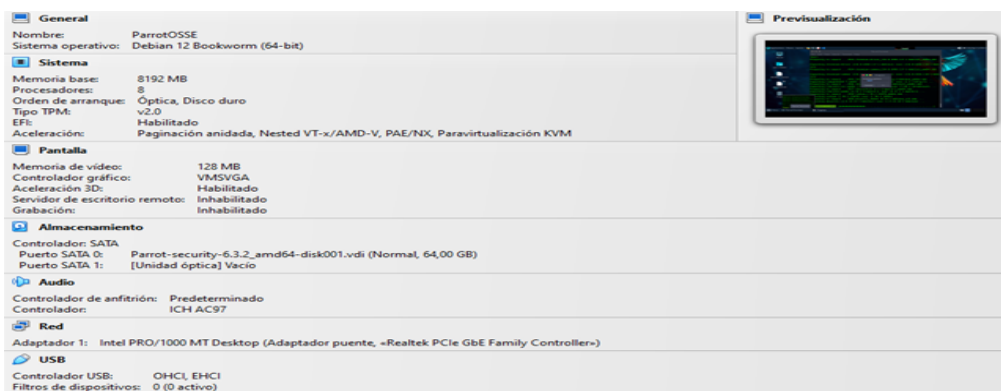 General
Previsualización
Nombre: ParrotOSSE
Sistema operativo: Debian 12 Bookworm (64-bit)
Sistema
Memoria base: 8192 MB
Procesadores: 8
Orden de arranque: Óptica, Disco duro
Tipo TPM: v2.0
EFI: Habilitado
Aceleración: Paginación anidada, Nested VT-x/AMD-V, PAE/NX, Paravirtualización KVM
Pantalla
Memoria de vídeo: 128 MB
Controlador gráfico: VMSVGA
Aceleración 3D: Habilitado
Servidor de escritorio remoto: Inhabilitado
Grabación: Inhabilitado
Almacenamiento
Controlador: SATA
Puerto SATA 0: Parrot-security-6.3.2_amd64-disk001.vdi (Normal, 64,00 GB)
Puerto SATA 1: [Unidad óptica] Vacío
Audio
Controlador de anfitrión: Predeterminado
Controlador: ICH AC97
Red
Adaptador 1: Intel PRO/1000 MT Desktop (Adaptador puente, «Realtek PCIe GbE Family Controller»)
USB
Controlador USB: OHCI, EHCI
Filtros de dispositivos: 0 (0 activo)